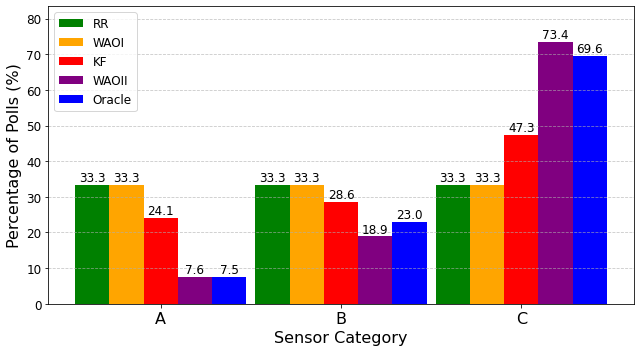 80
70
60
50
40
30
20
10
0
Percentage of Polls (%)
RR
WAOI
KF
WAOII
Oracle
33.3 33.3 24.1 7.6 7.5
33.3 33.3 28.6 18.9 23.0
33.3 33.3 47.3 73.4 69.6
A B C
Sensor Category